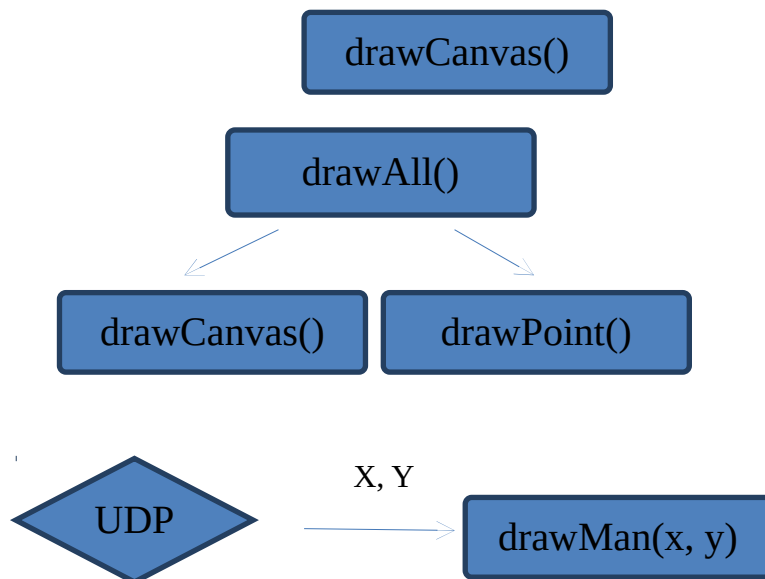 drawCanvas()
drawAll()
drawCanvas()
drawPoint()
X, Y
UDP
drawMan(x, y)